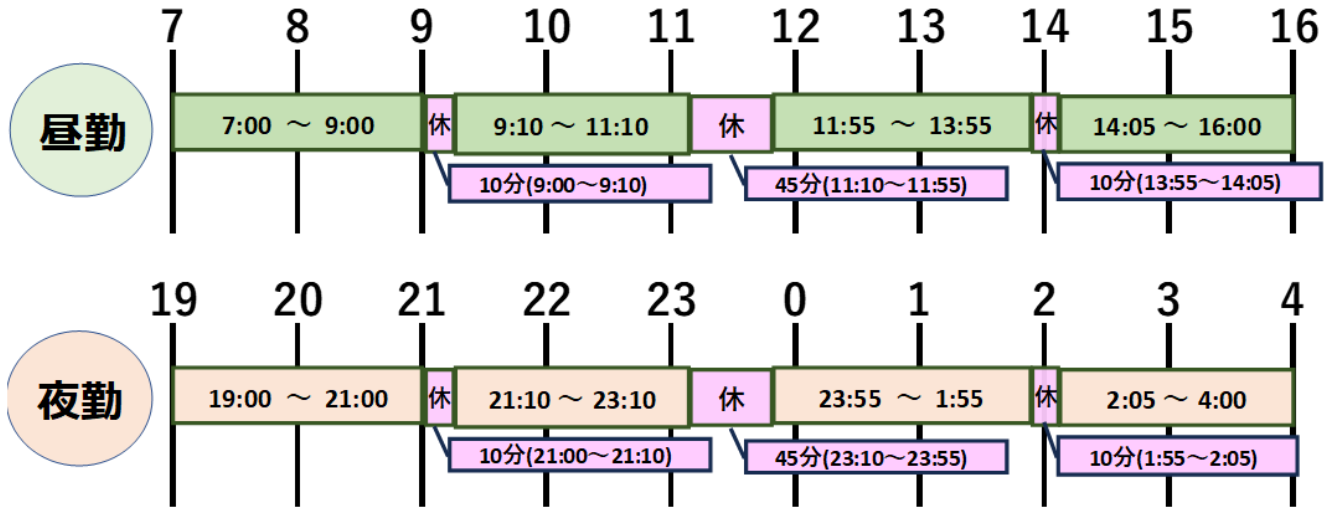 7 8 9 10 11 12 13 14 15 16
昼勤
7:00 ～ 9:00 休 9:10 ～ 11:10 休 11:55 ～ 13:55 休 14:05 ～ 16:00
10分(9:00～9:10) 45分(11:10～11:55) 10分(13:55～14:05)
19 20 21 22 23 0 1 2 3 4
夜勤
19:00 ～ 21:00 休 21:10 ～ 23:10 休 23:55 ～ 1:55 休 2:05 ～ 4:00
10分(21:00～21:10) 45分(23:10～23:55) 10分(1:55～2:05)